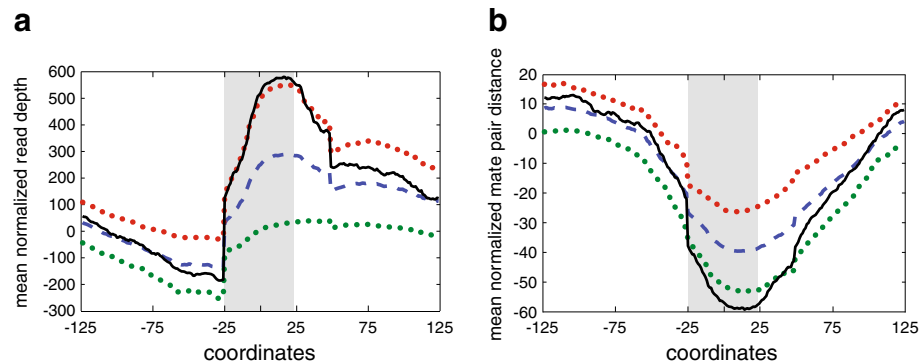 a
mean normalized read depth
600
500
400
300
200
100
0
-100
-200
-300
-125 -75 -25 25 75 125
coordinates
b
mean normalized mate pair distance
20
10
0
-10
-20
-30
-40
-50
-60
-125 -75 -25 25 75 125
coordinates